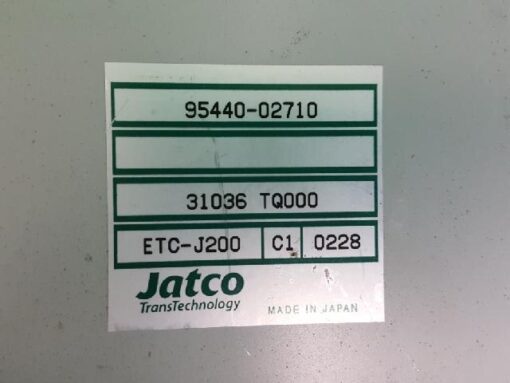 95440-02710
31036 TQ000
ETC-J200 C1 0228
Jatco
TransTechnology
MADE IN JAPAN